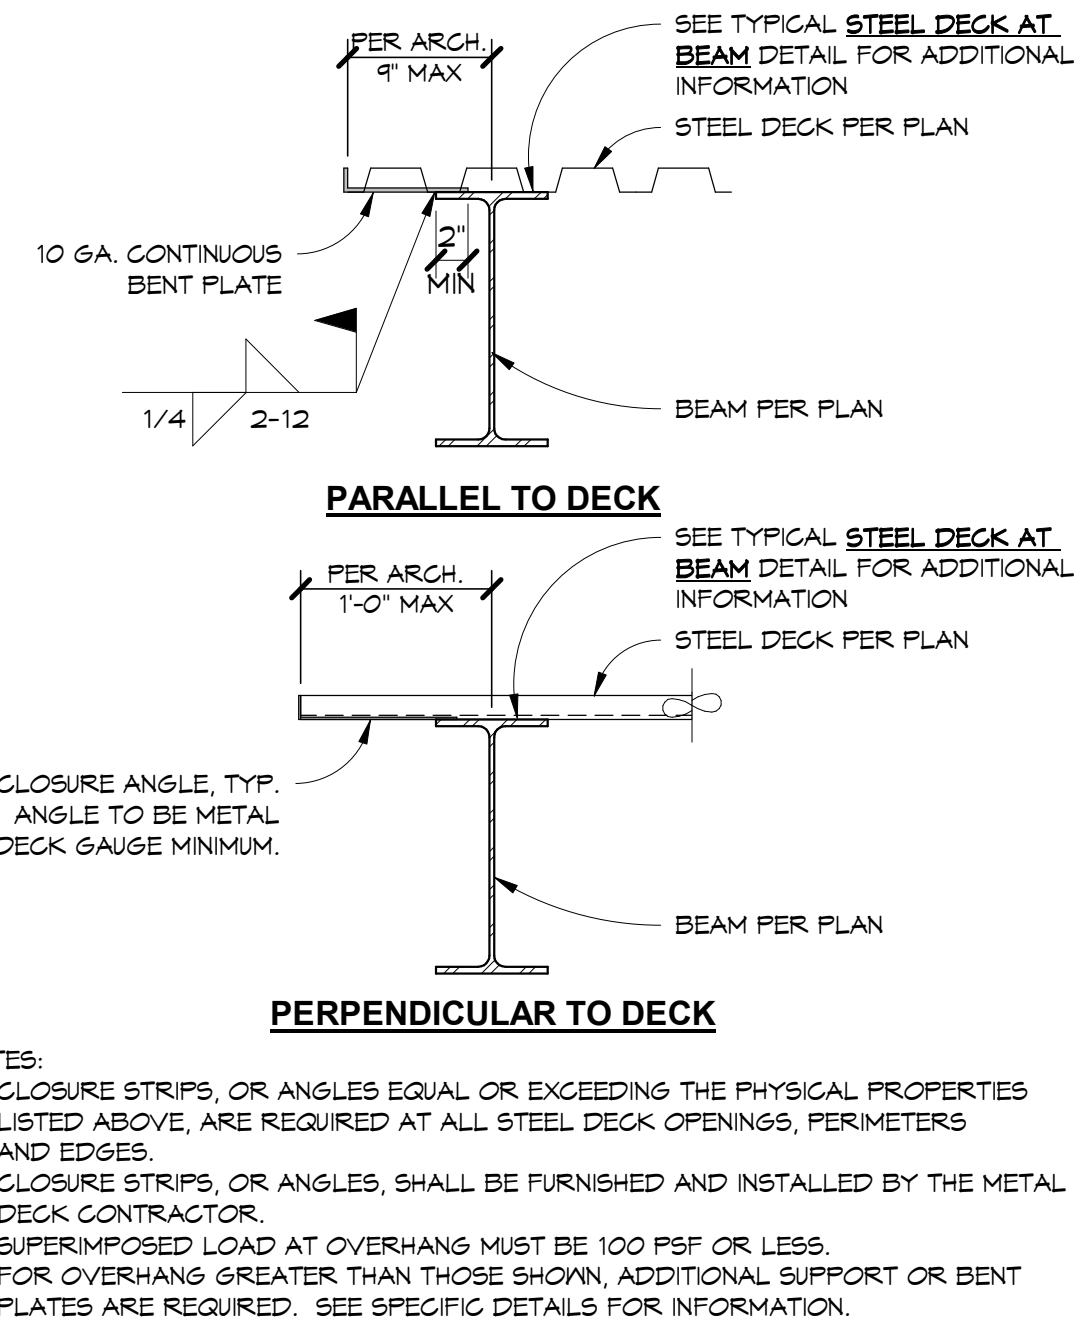 PER ARCH.
9" MAX
SEE TYPICAL STEEL DECK AT
BEAM DETAIL FOR ADDITIONAL
INFORMATION
STEEL DECK PER PLAN
10 GA. CONTINUOUS
BENT PLATE
2"
MIN
1/4
2-12
BEAM PER PLAN
PARALLEL TO DECK
SEE TYPICAL STEEL DECK AT
BEAM DETAIL FOR ADDITIONAL
INFORMATION
PER ARCH.
1'-0" MAX
STEEL DECK PER PLAN
CLOSURE ANGLE, TYP.
ANGLE TO BE METAL
DECK GAUGE MINIMUM.
BEAM PER PLAN
PERPENDICULAR TO DECK
TES:
CLOSURE STRIPS, OR ANGLES EQUAL OR EXCEEDING THE PHYSICAL PROPERTIES
LISTED ABOVE, ARE REQUIRED AT ALL STEEL DECK OPENINGS, PERIMETERS
AND EDGES.
CLOSURE STRIPS, OR ANGLES, SHALL BE FURNISHED AND INSTALLED BY THE METAL
DECK CONTRACTOR.
SUPERIMPOSED LOAD AT OVERHANG MUST BE 100 PSF OR LESS.
FOR OVERHANG GREATER THAN THOSE SHOWN, ADDITIONAL SUPPORT OR BENT
PLATES ARE REQUIRED. SEE SPECIFIC DETAILS FOR INFORMATION.